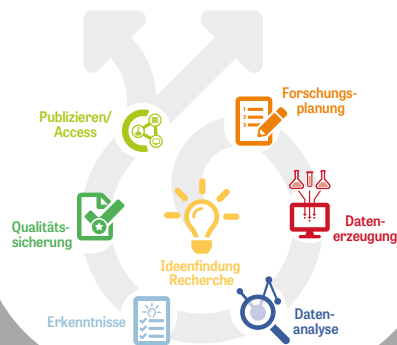 Forschungs-
planung
Daten-
erzeugung
Daten-
analyse
Erkenntnisse
Qualitäts-
sicherung
Publizieren/
Access
Ideenfindung
Recherche